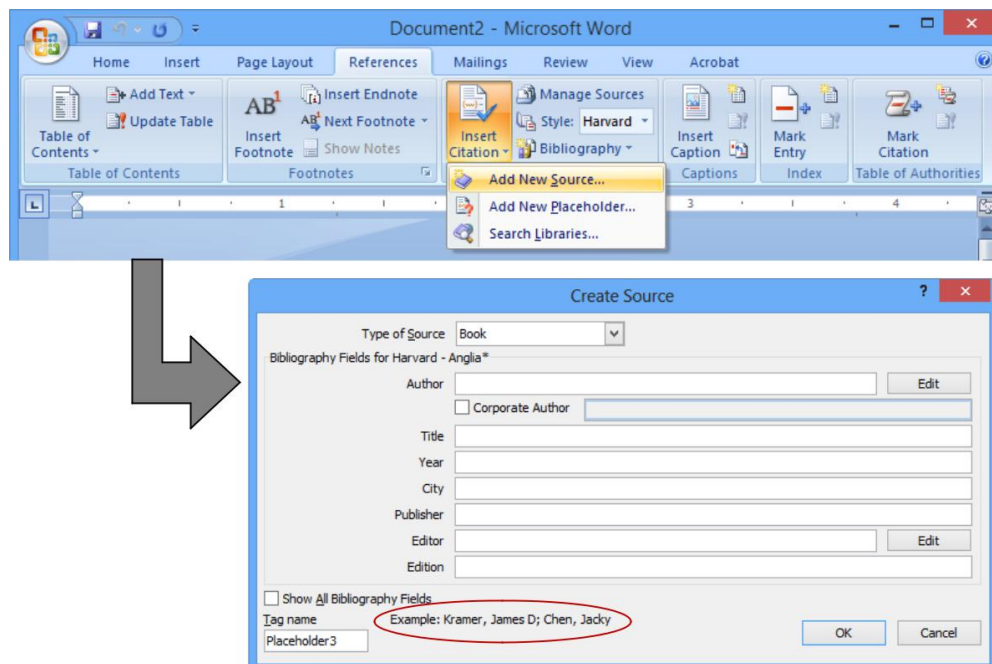 Document2 - Microsoft Word
Home Insert Page Layout References Mailings Review View Acrobat
Table of Contents
Add Text
Update Table
Table of Contents
AB1
Insert Footnote
Insert Endnote
AB1 Next Footnote
Show Notes
Footnotes
Insert Citation
Manage Sources
Style: Harvard
Bibliography
Insert Caption
Captions
Mark Entry
Index
Mark Citation
Table of Authorities
Add New Source...
Add New Placeholder...
Search Libraries...
L
1 3 4
Create Source
?
Type of Source Book
Bibliography Fields for Harvard - Anglia*
Author Edit
Corporate Author
Title
Year
City
Publisher
Editor Edit
Edition
Show All Bibliography Fields
Tag name Example: Kramer, James D; Chen, Jacky
Placeholder3 OK Cancel